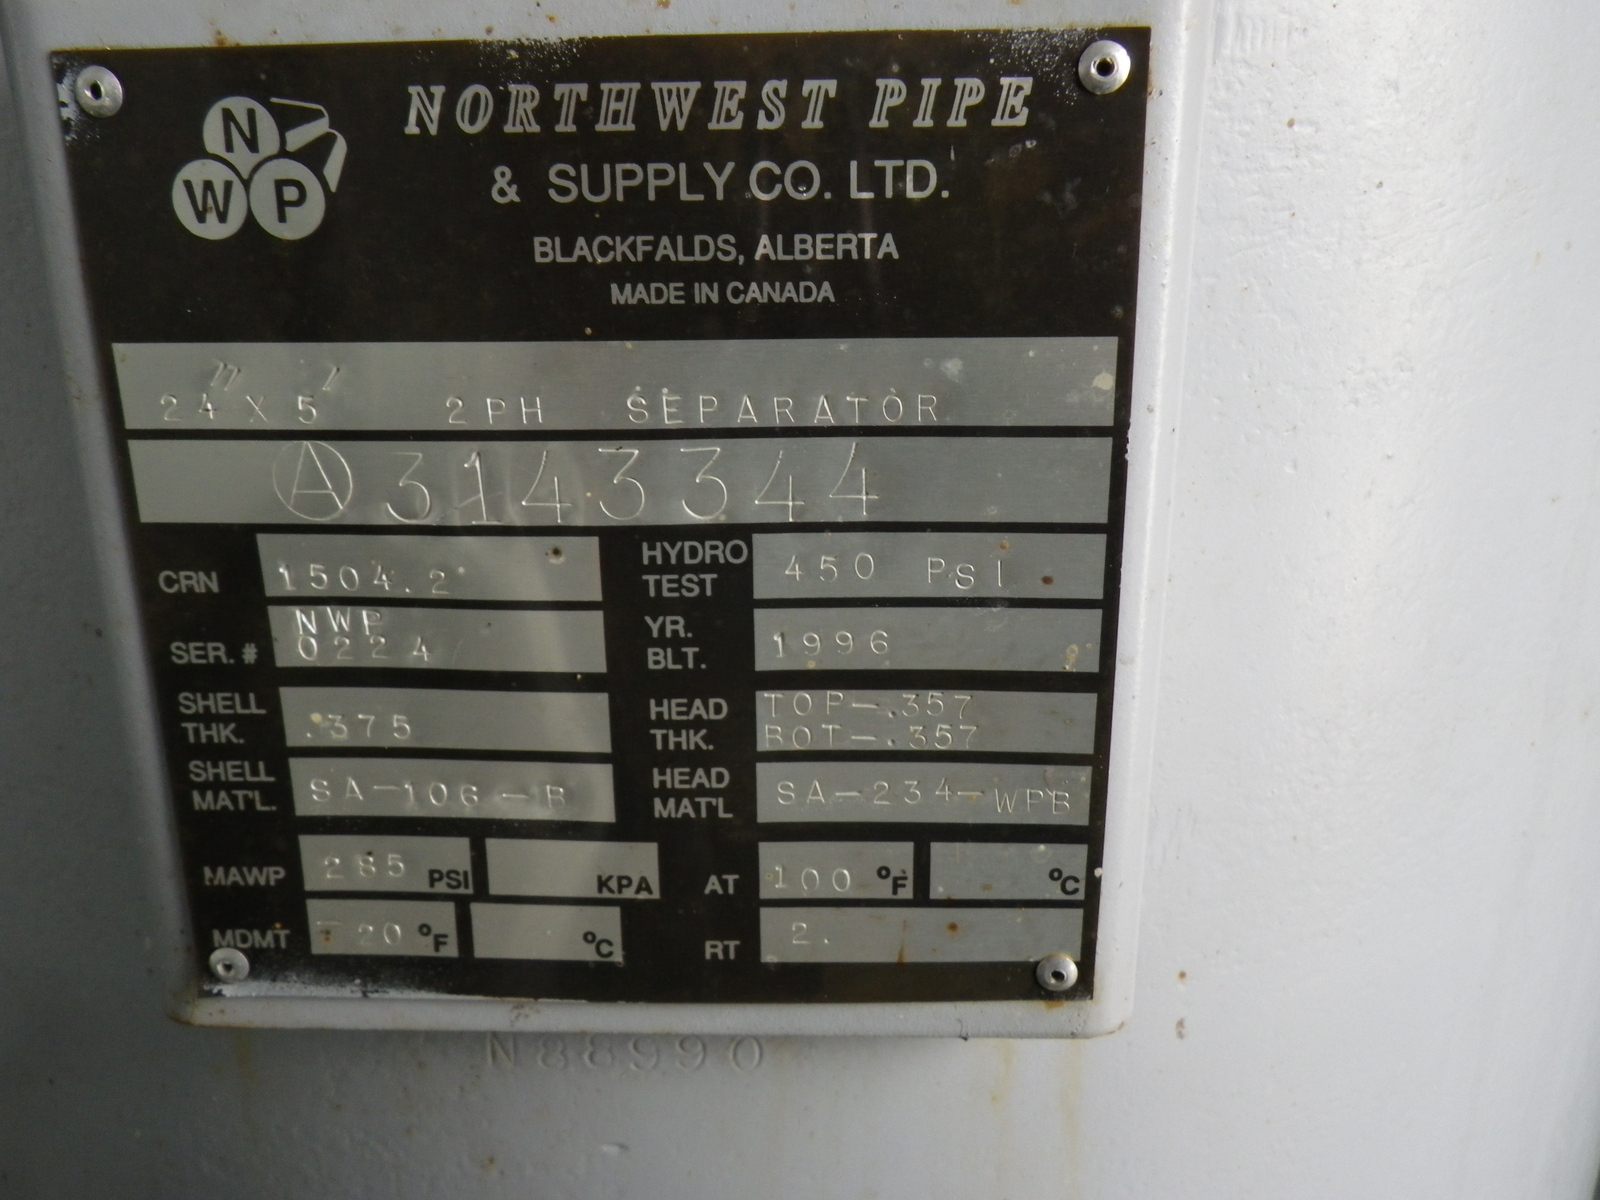 N
W P
NORTHWEST PIPE
& SUPPLY CO. LTD.
BLACKFALDS, ALBERTA
MADE IN CANADA
24" X 5' 2PH SEPARATOR
A 3143344
CRN 1504.2
HYDRO TEST 450 PSI
SER. # NWP 0224
YR. BLT. 1996
SHELL THK. .375
HEAD THK. TOP-.357
BOT-.357
SHELL MAT'L. SA-106-B
HEAD MAT'L SA-234-WPB
MAWP 285 PSI KPA AT 100 °F °C
MDMT -20 °F °C RT 2.
N88990